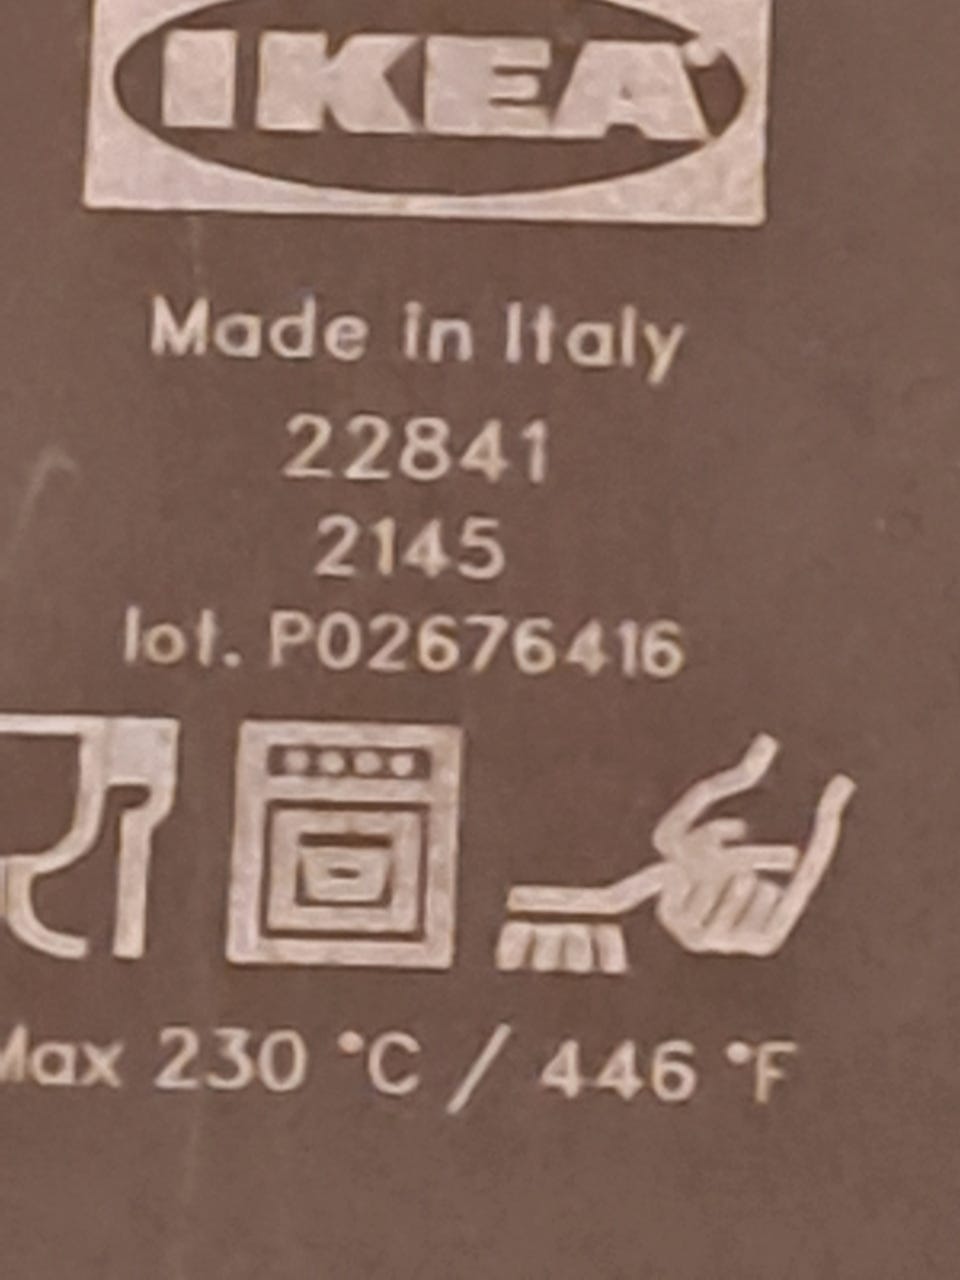 IKEA
Made in Italy
22841
2145
lot. P02676416
Max 230 °C / 446 °F